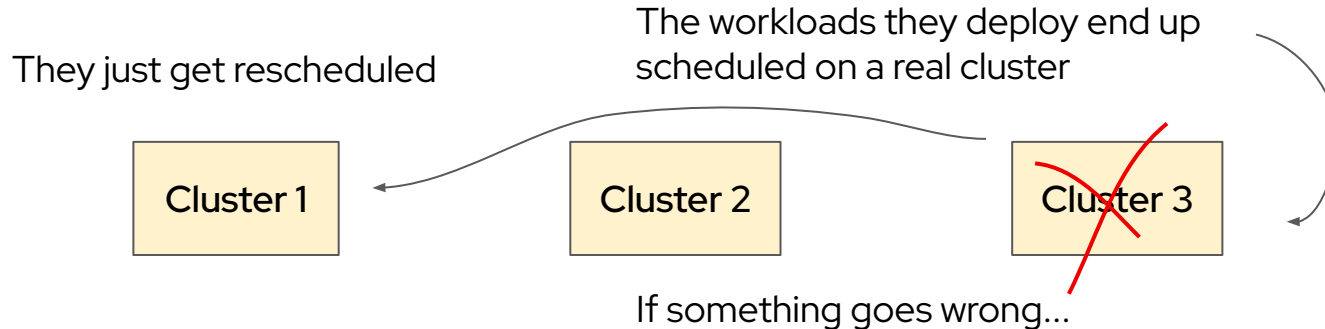 The workloads they deploy end up
scheduled on a real cluster
They just get rescheduled
Cluster 1
Cluster 2
Cluster 3
If something goes wrong...